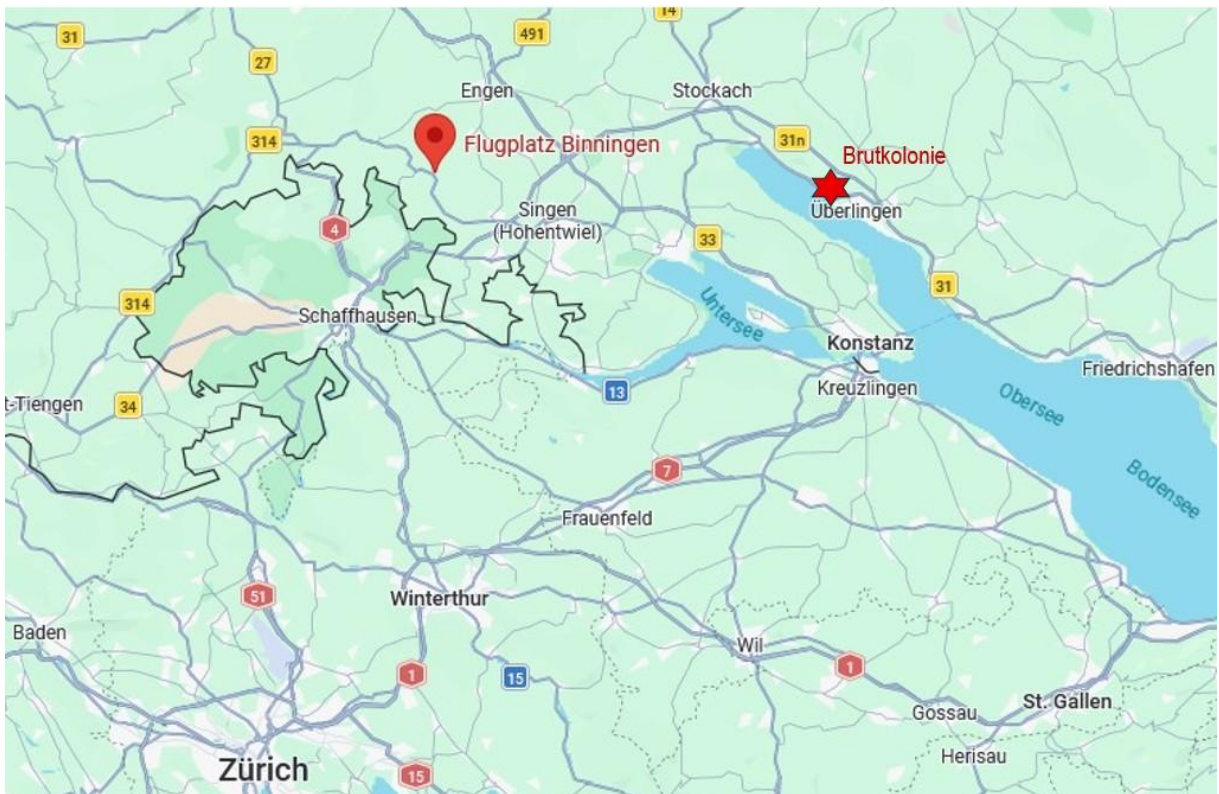 14
31
491
27
Engen
Stockach
314
Flugplatz Binningen
31n
Brutkolonie
Singen
(Hohentwiel)
Überlingen
4
33
314
31
Schaffhausen
Untersee
Konstanz
Friedrichshafen
13
Kreuzlingen
t-Tiengen
34
Obersee
7
Bodensee
Frauenfeld
51
Winterthur
Baden
Wil
1
15
1
St. Gallen
Gossau
Herisau
Zürich
15